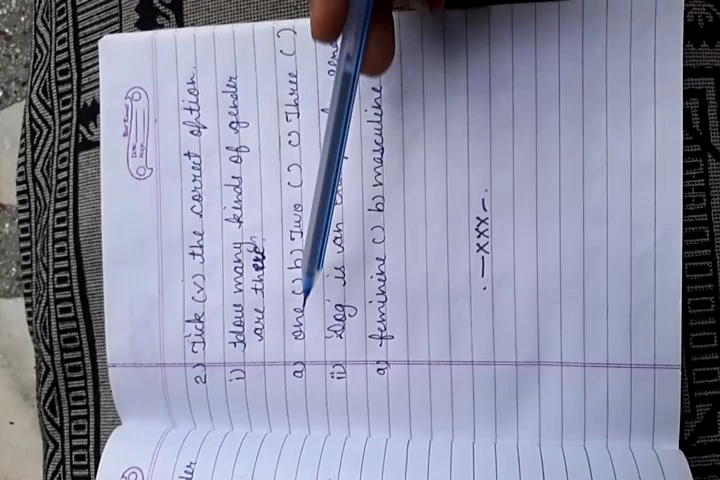 2) Tick (v) the correct option.
i) How many kinds of gender
are there
a) one () b) Two () c) Three ()
ii) Dog is an
a) feminine () b) masculine
. —xxx— .
der